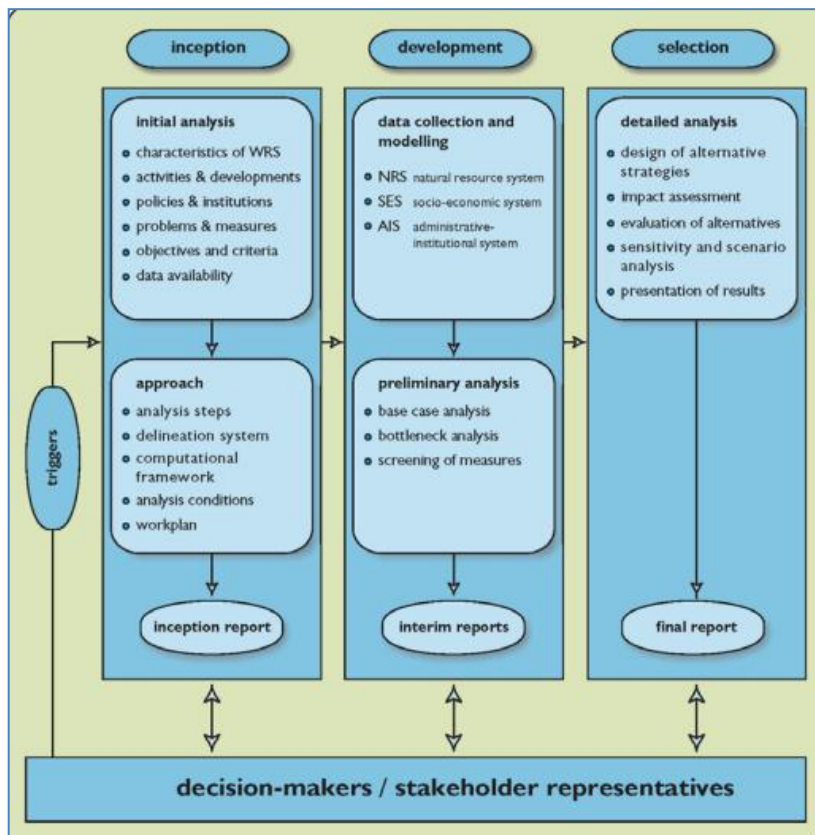 inception
development
selection
initial analysis
characteristics of WRS
activities & developments
policies & institutions
problems & measures
objectives and criteria
data availability
approach
analysis steps
delineation system
computational
framework
analysis conditions
workplan
inception report
data collection and
modelling
NRS natural resource system
SES socio-economic system
AIS administrative-
institutional system
preliminary analysis
base case analysis
bottleneck analysis
screening of measures
interim reports
detailed analysis
design of alternative
strategies
impact assessment
evaluation of alternatives
sensitivity and scenario
analysis
presentation of results
final report
triggers
decision-makers / stakeholder representatives